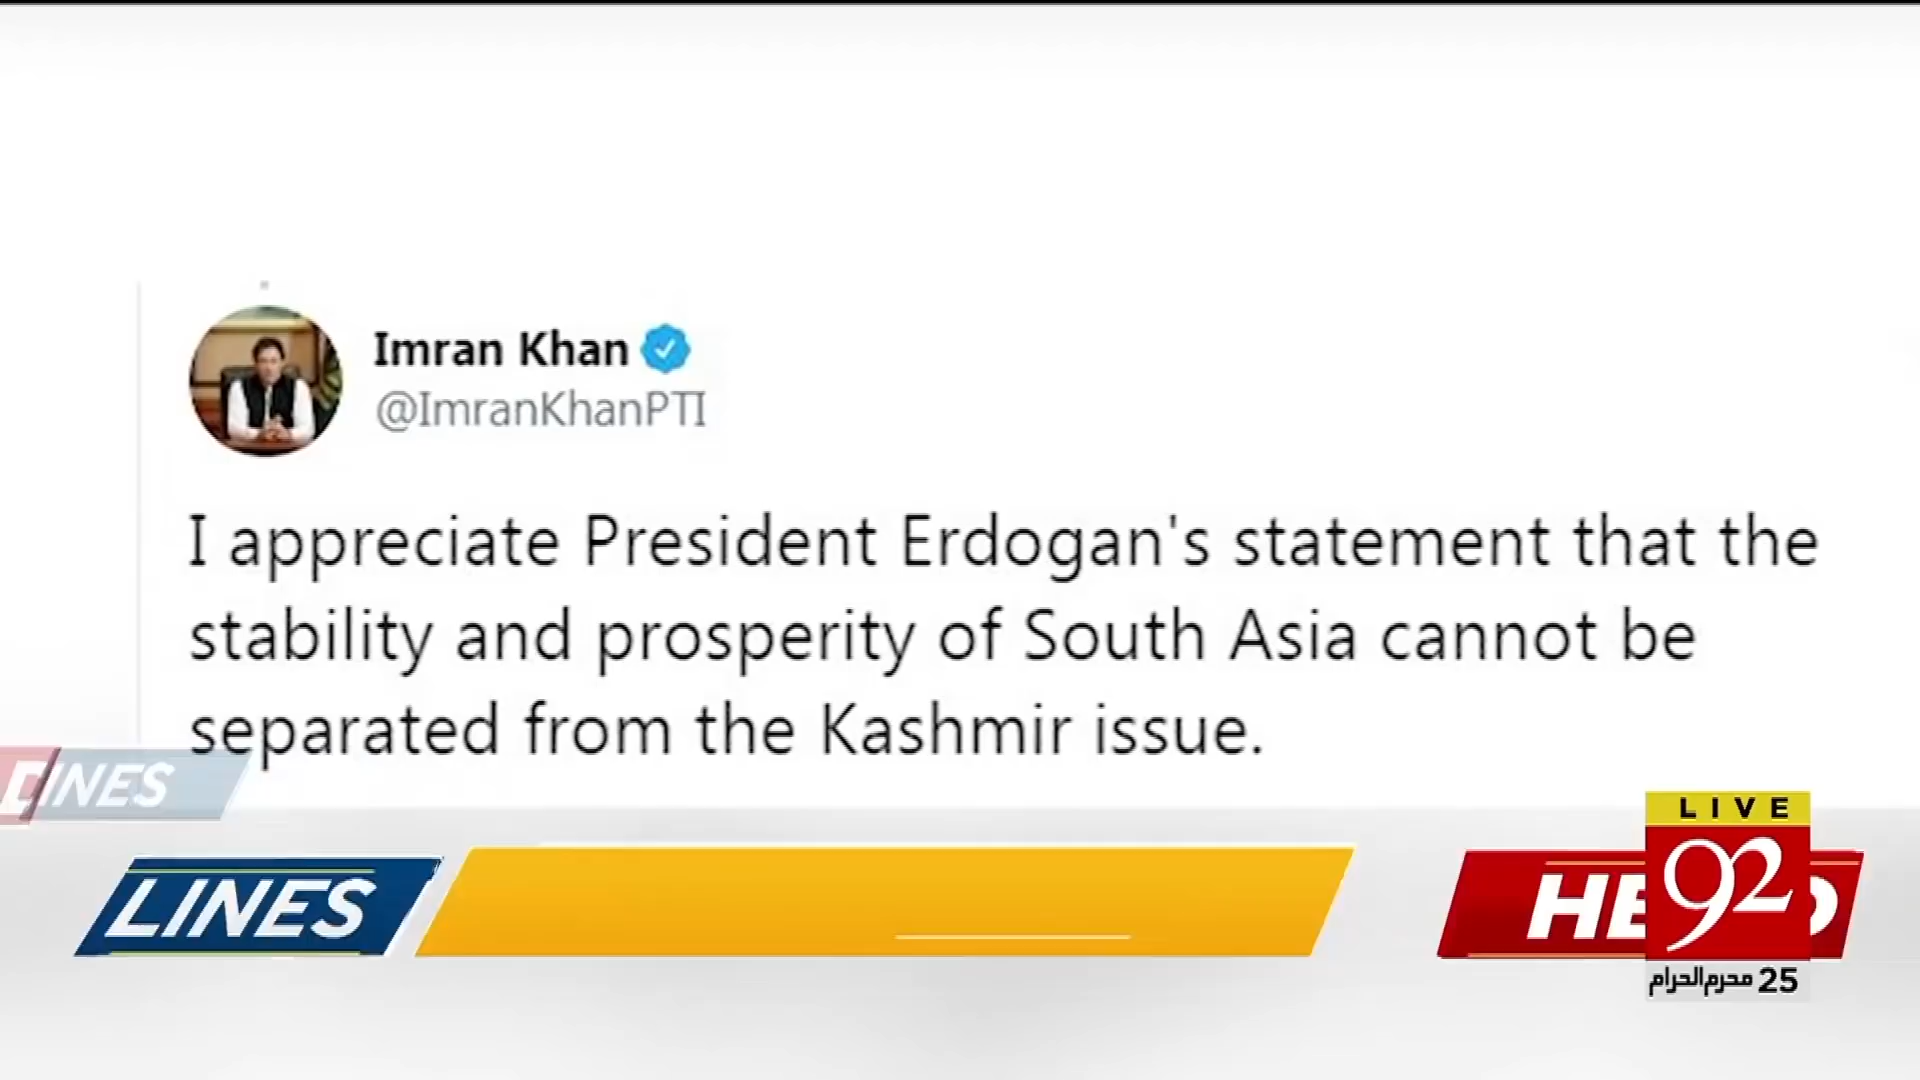 Imran Khan
@ImranKhanPTI
I appreciate President Erdogan's statement that the
stability and prosperity of South Asia cannot be
separated from the Kashmir issue.
LINES
LINES
LIVE
92
25 محرم الحرام